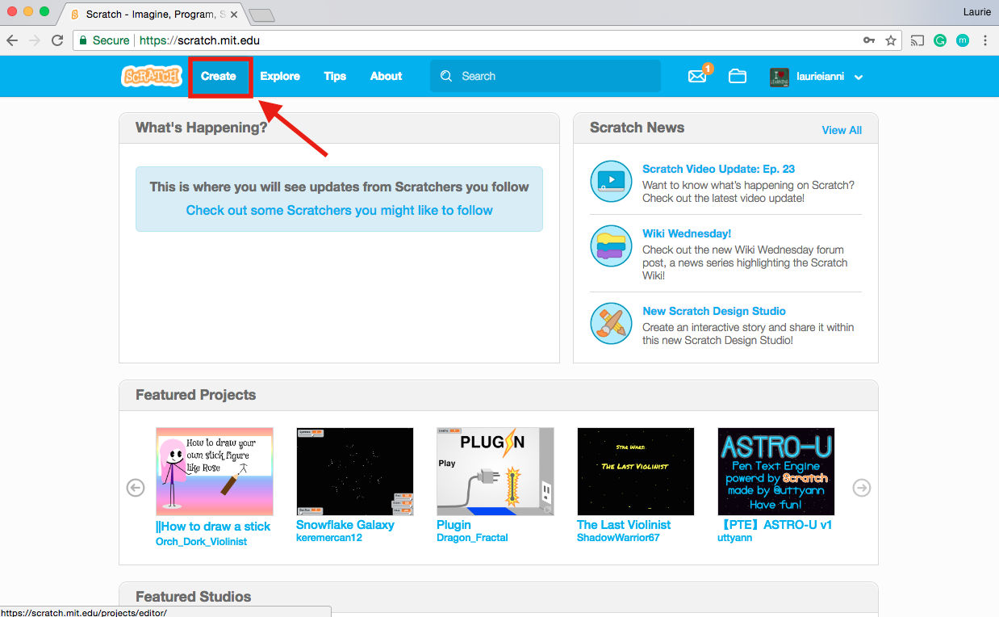 Scratch - Imagine, Program, S
Laurie
Secure
https://scratch.mit.edu
SCRATCH
Create
Explore
Tips
About
Search
1
I
LEARNING
laurieianni
What's Happening?
This is where you will see updates from Scratchers you follow
Check out some Scratchers you might like to follow
Scratch News
View All
Scratch Video Update: Ep. 23
Want to know what's happening on Scratch?
Check out the latest video update!
Wiki Wednesday!
Check out the new Wiki Wednesday forum
post, a news series highlighting the Scratch
Wiki!
New Scratch Design Studio
Create an interactive story and share it within
this new Scratch Design Studio!
Featured Projects
How to draw your
own stick figure
like Rose
||How to draw a stick
Orch_Dork_Violinist
Snowflake Galaxy
keremercan12
PLUGIN
Play
Plugin
Dragon_Fractal
STAR WARS:
THE LAST VIOLINIST
The Last Violinist
ShadowWarrior67
ASTRO-U
Pen Text Engine
powerd by Scratch
made by @uttyann
Have fun!
【PTE】ASTRO-U v1
uttyann
Featured Studios
https://scratch.mit.edu/projects/editor/